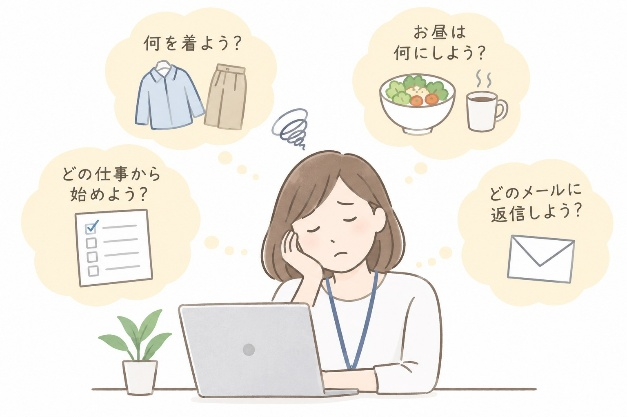 何を着よう?
お昼は
何にしよう?
どの仕事から
始めよう?
どのメールに
返信しよう?